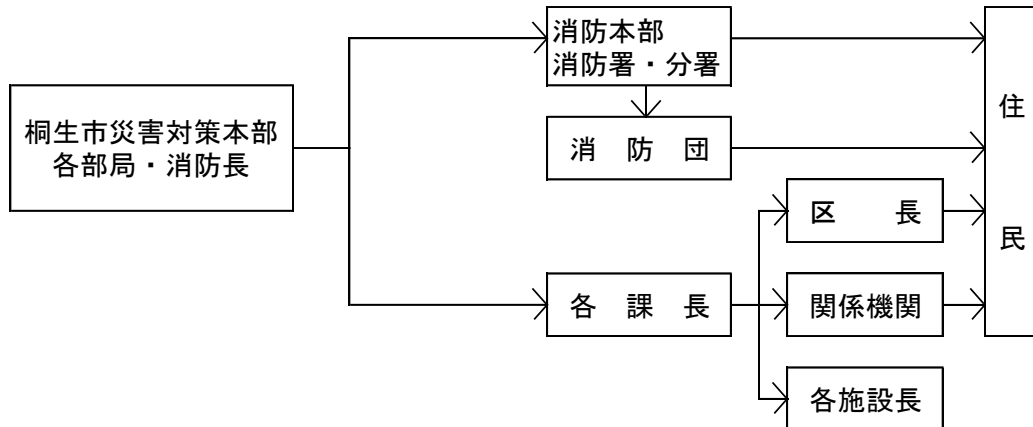 桐生市災害対策本部
各部局・消防長
消防本部
消防署・分署
消　防　団
各　課　長
区　　長
関係機関
各施設長
住
民